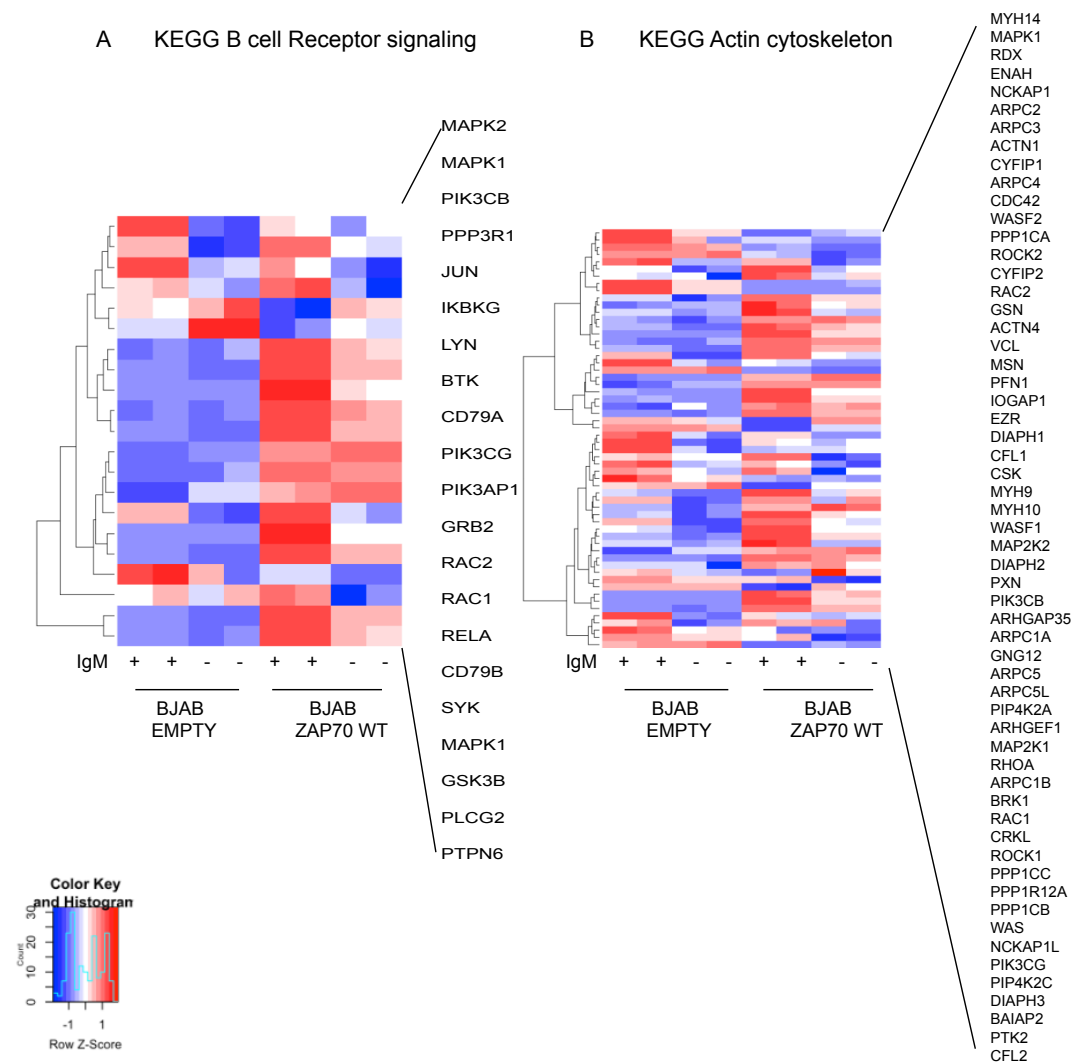 A KEGG B cell Receptor signaling
MAPK2
MAPK1
PIK3CB
PPP3R1
JUN
IKBKG
LYN
BTK
CD79A
PIK3CG
PIK3AP1
GRB2
RAC2
RAC1
RELA
CD79B
SYK
MAPK1
GSK3B
PLCG2
PTPN6
IgM + + - - + + - -
BJAB
EMPTY
BJAB
ZAP70 WT
B KEGG Actin cytoskeleton
MYH14
MAPK1
RDX
ENAH
NCKAP1
ARPC2
ARPC3
ACTN1
CYFIP1
ARPC4
CDC42
WASF2
PPP1CA
ROCK2
CYFIP2
RAC2
GSN
ACTN4
VCL
MSN
PFN1
IOGAP1
EZR
DIAPH1
CFL1
CSK
MYH9
MYH10
WASF1
MAP2K2
DIAPH2
PXN
PIK3CB
ARHGAP35
ARPC1A
GNG12
ARPC5
ARPC5L
PIP4K2A
ARHGEF1
MAP2K1
RHOA
ARPC1B
BRK1
RAC1
CRKL
ROCK1
PPP1CC
PPP1R12A
PPP1CB
WAS
NCKAP1L
PIK3CG
PIP4K2C
DIAPH3
BAIAP2
PTK2
CFL2
IgM + + - - + + - -
BJAB
EMPTY
BJAB
ZAP70 WT
Color Key
and Histogram
Count
30
20
10
0
-1 1
Row Z-Score